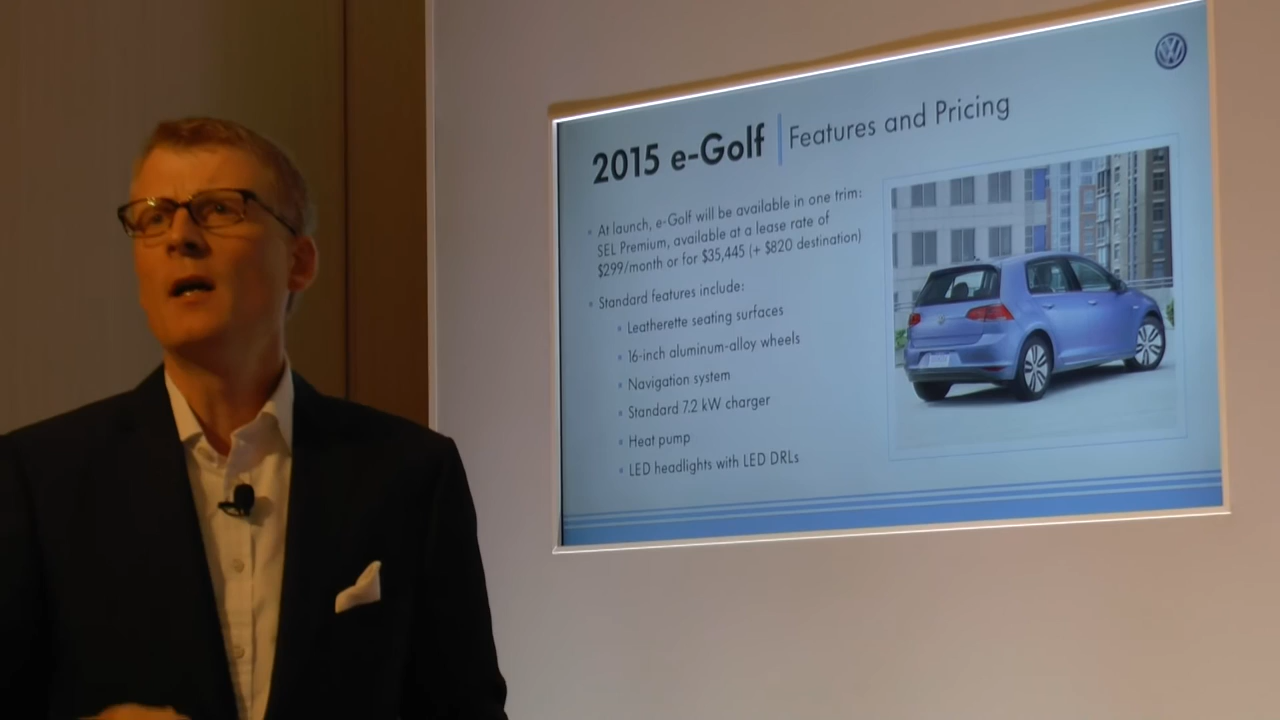 2015 e-Golf | Features and Pricing
• At launch, e-Golf will be available in one trim:
SEL Premium, available at a lease rate of
$299/month or for $35,445 (+ $820 destination)
• Standard features include:
• Leatherette seating surfaces
• 16-inch aluminum-alloy wheels
• Navigation system
• Standard 7.2 kW charger
• Heat pump
• LED headlights with LED DRLs